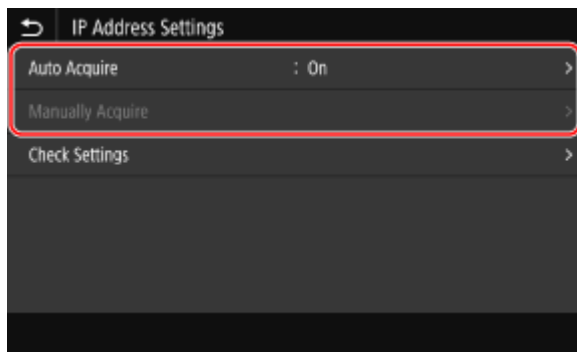 IP Address Settings
Auto Acquire : On
Manually Acquire
Check Settings